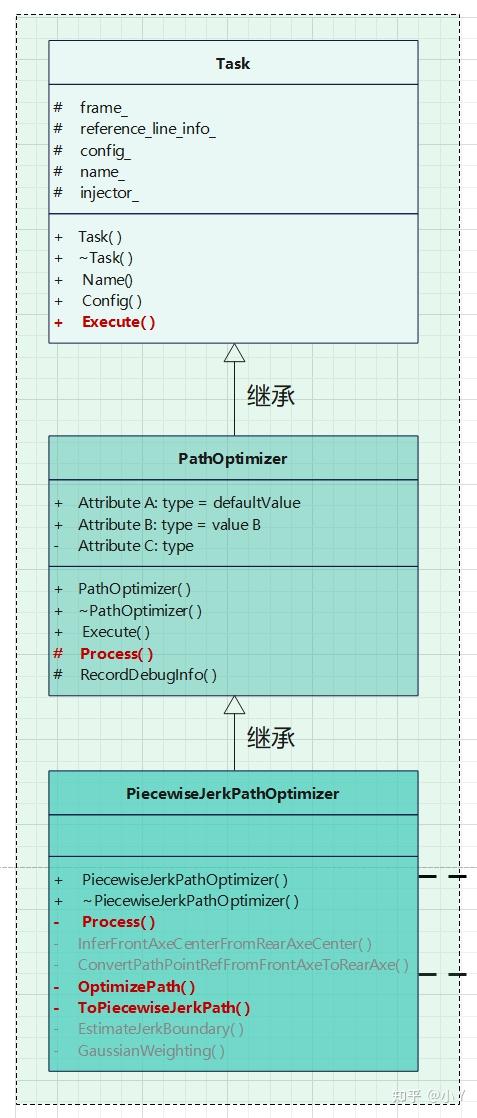 Task
# frame_
# reference_line_info_
# config_
# name_
# injector_
+ Task( )
+ ~Task( )
+ Name()
+ Config( )
+ Execute( )
继承
PathOptimizer
+ Attribute A: type = defaultValue
+ Attribute B: type = value B
- Attribute C: type
+ PathOptimizer( )
+ ~PathOptimizer( )
+ Execute( )
# Process( )
# RecordDebugInfo( )
继承
PiecewiseJerkPathOptimizer
+ PiecewiseJerkPathOptimizer( )
+ ~PiecewiseJerkPathOptimizer( )
- Process( )
- InferFrontAxeCenterFromRearAxeCenter( )
- ConvertPathPointRefFromFrontAxeToRearAxe( )
- OptimizePath( )
- ToPiecewiseJerkPath( )
- EstimateJerkBoundary( )
- GaussianWeighting( )
知乎 @小Y